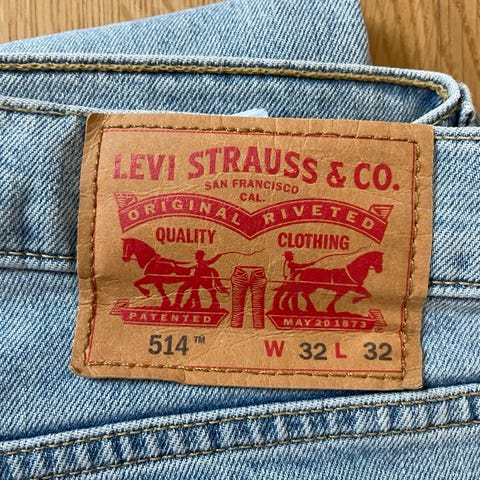 LEVI STRAUSS & CO.
SAN FRANCISCO
CAL.
ORIGINAL RIVETED
QUALITY CLOTHING
PATENTED MAY 20 1873
514™ W 32 L 32